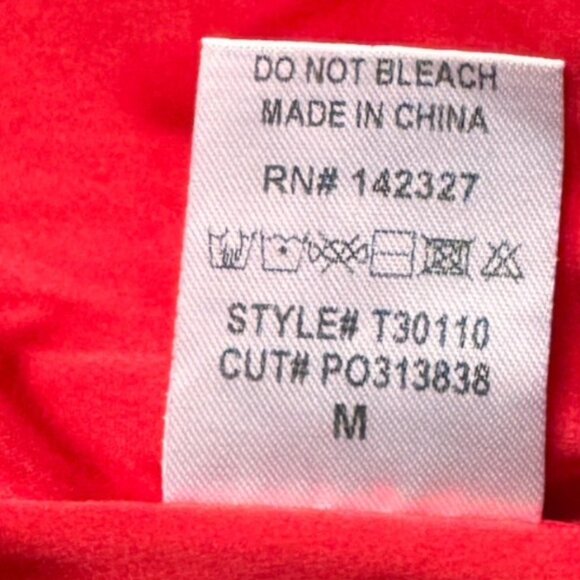 DO NOT BLEACH
MADE IN CHINA
RN# 142327
STYLE# T30110
CUT# PO313838
M